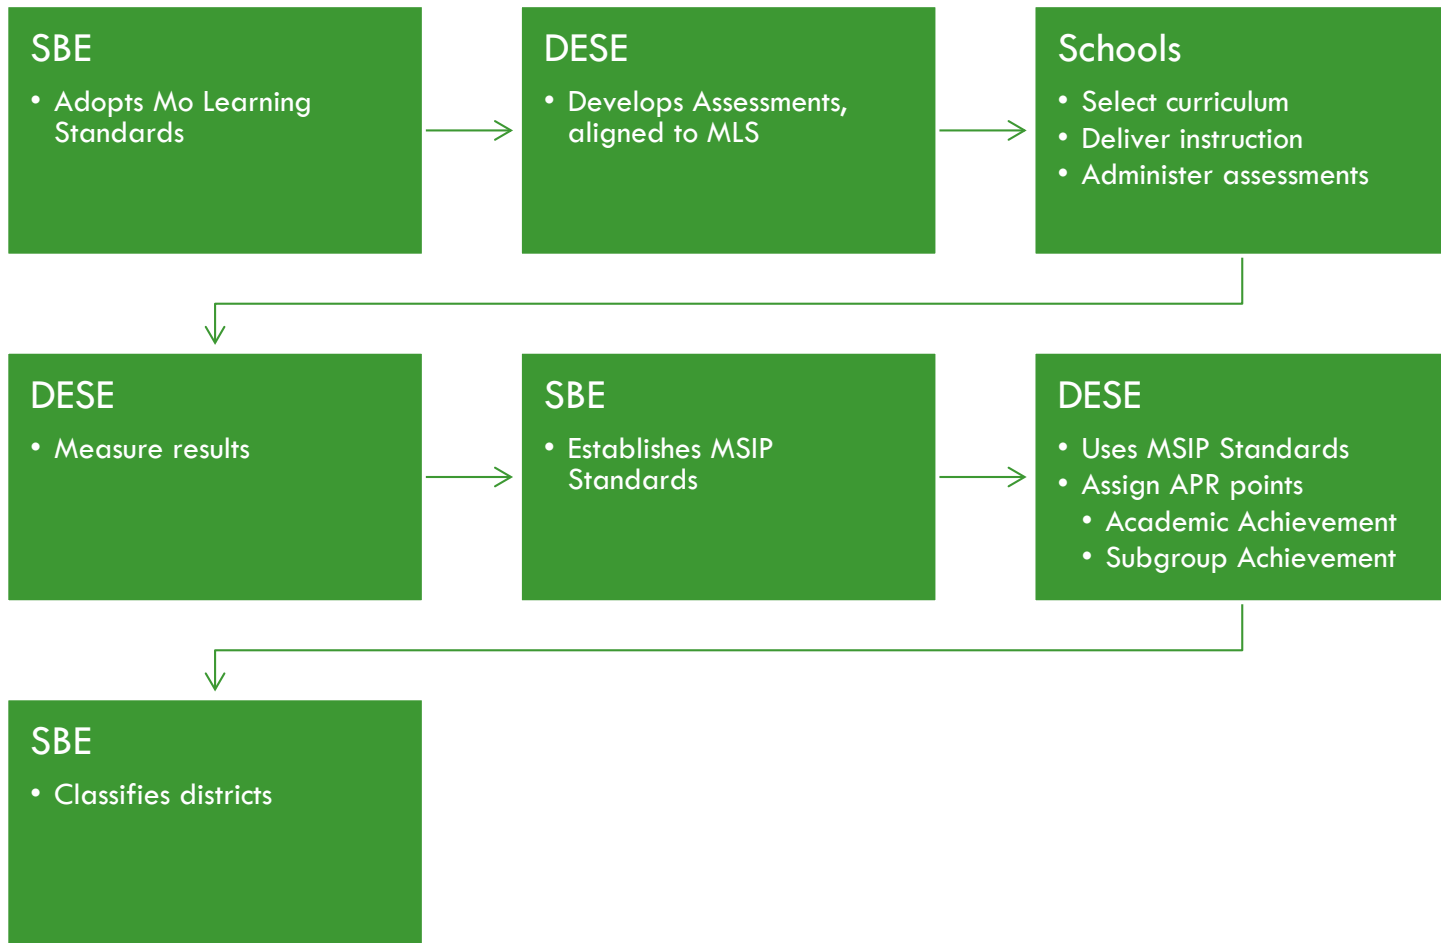 SBE
• Adopts Mo Learning
Standards
DESE
• Develops Assessments,
aligned to MLS
Schools
• Select curriculum
• Deliver instruction
• Administer assessments
DESE
• Measure results
SBE
• Establishes MSIP
Standards
DESE
• Uses MSIP Standards
• Assign APR points
• Academic Achievement
• Subgroup Achievement
SBE
• Classifies districts